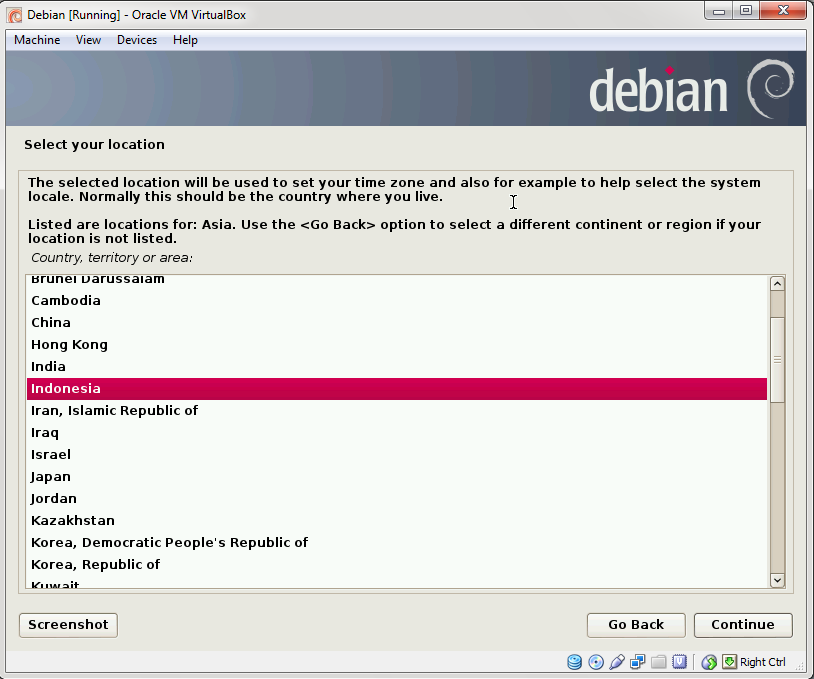 Debian [Running] - Oracle VM VirtualBox
Machine View Devices Help
debian
Select your location
The selected location will be used to set your time zone and also for example to help select the system
locale. Normally this should be the country where you live.
Listed are locations for: Asia. Use the <Go Back> option to select a different continent or region if your
location is not listed.
Country, territory or area:
Brunei Darussalam
Cambodia
China
Hong Kong
India
Indonesia
Iran, Islamic Republic of
Iraq
Israel
Japan
Jordan
Kazakhstan
Korea, Democratic People's Republic of
Korea, Republic of
Kuwait
Screenshot Go Back Continue
Right Ctrl